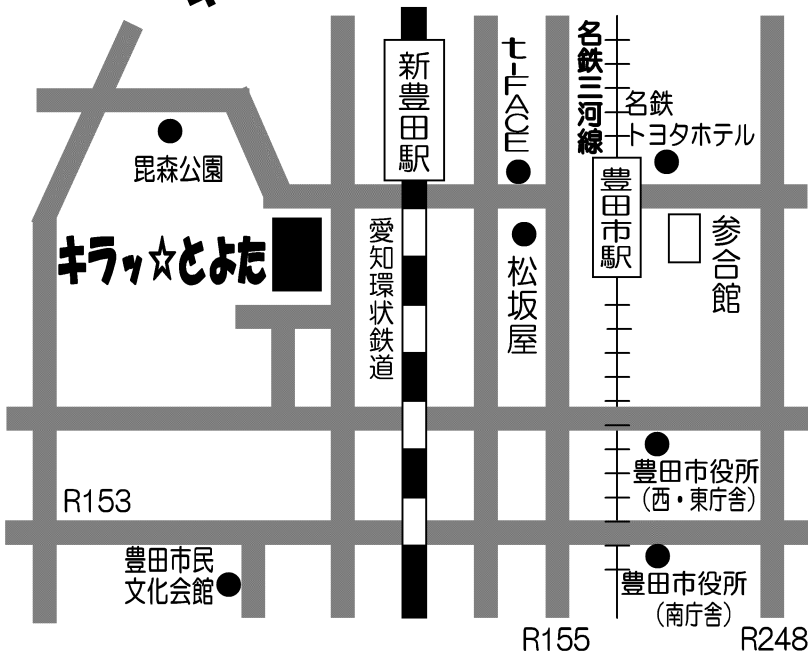 新豊田駅
t-FACE
名鉄三河線
名鉄
トヨタホテル
毘森公園
豊田市駅
キラッ☆とよた
愛知環状鉄道
松坂屋
参合館
豊田市役所
(西・東庁舎)
R153
豊田市民
文化会館
豊田市役所
(南庁舎)
R155
R248